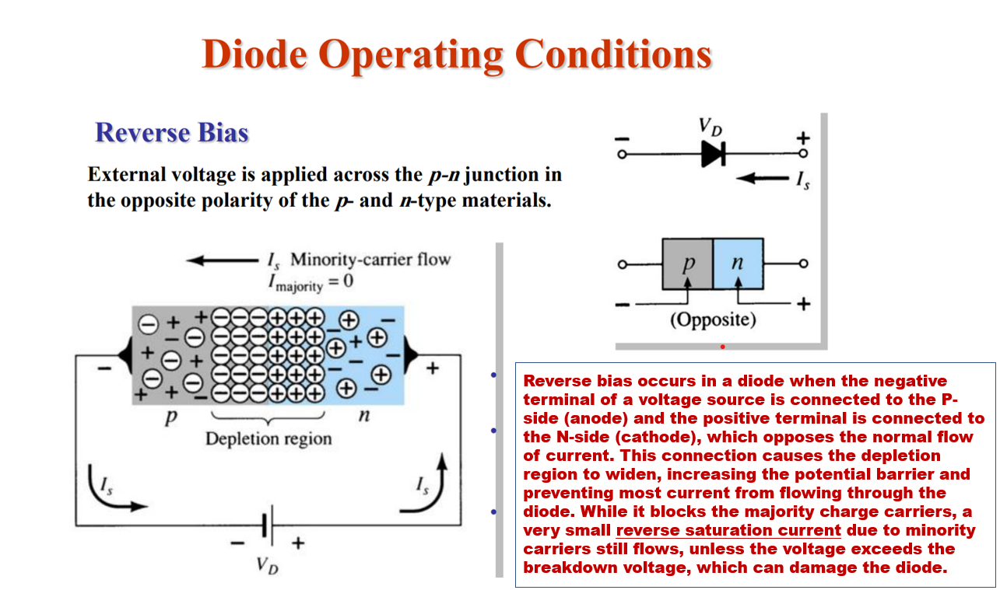 Diode Operating Conditions
Reverse Bias
External voltage is applied across the p-n junction in
the opposite polarity of the p- and n-type materials.
I_s Minority-carrier flow
I_majority = 0
p
n
Depletion region
I_s
I_s
− +
V_D
V_D
− +
I_s
p n
− +
(Opposite)
Reverse bias occurs in a diode when the negative
terminal of a voltage source is connected to the P-
side (anode) and the positive terminal is connected to
the N-side (cathode), which opposes the normal flow
of current. This connection causes the depletion
region to widen, increasing the potential barrier and
preventing most current from flowing through the
diode. While it blocks the majority charge carriers, a
very small reverse saturation current due to minority
carriers still flows, unless the voltage exceeds the
breakdown voltage, which can damage the diode.